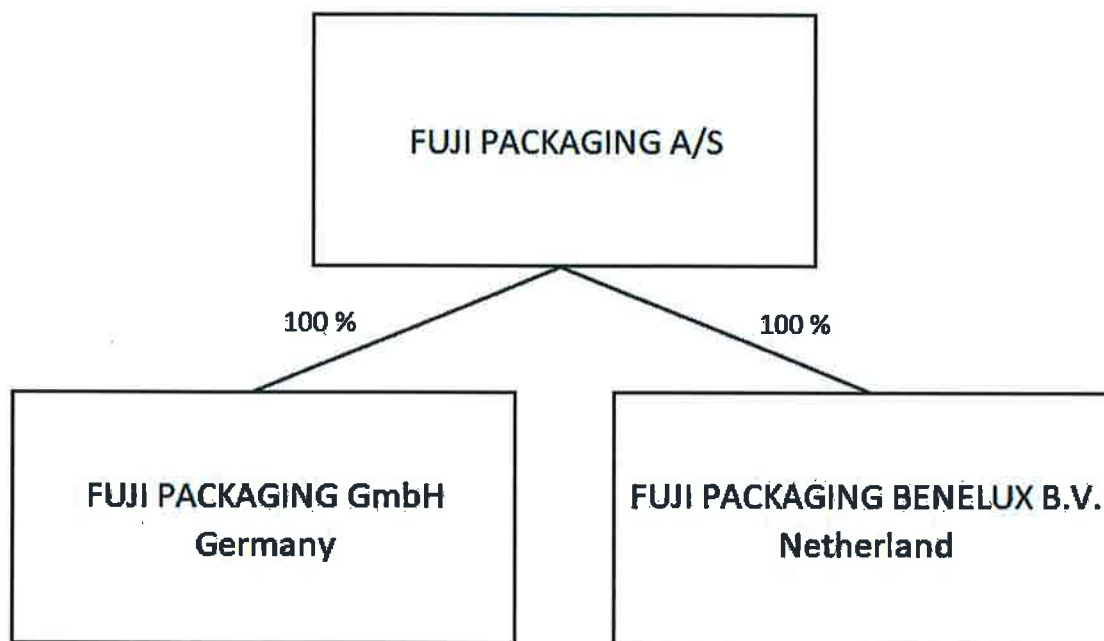 FUJI PACKAGING A/S
100 %
100 %
FUJI PACKAGING GmbH
Germany
FUJI PACKAGING BENELUX B.V.
Netherland